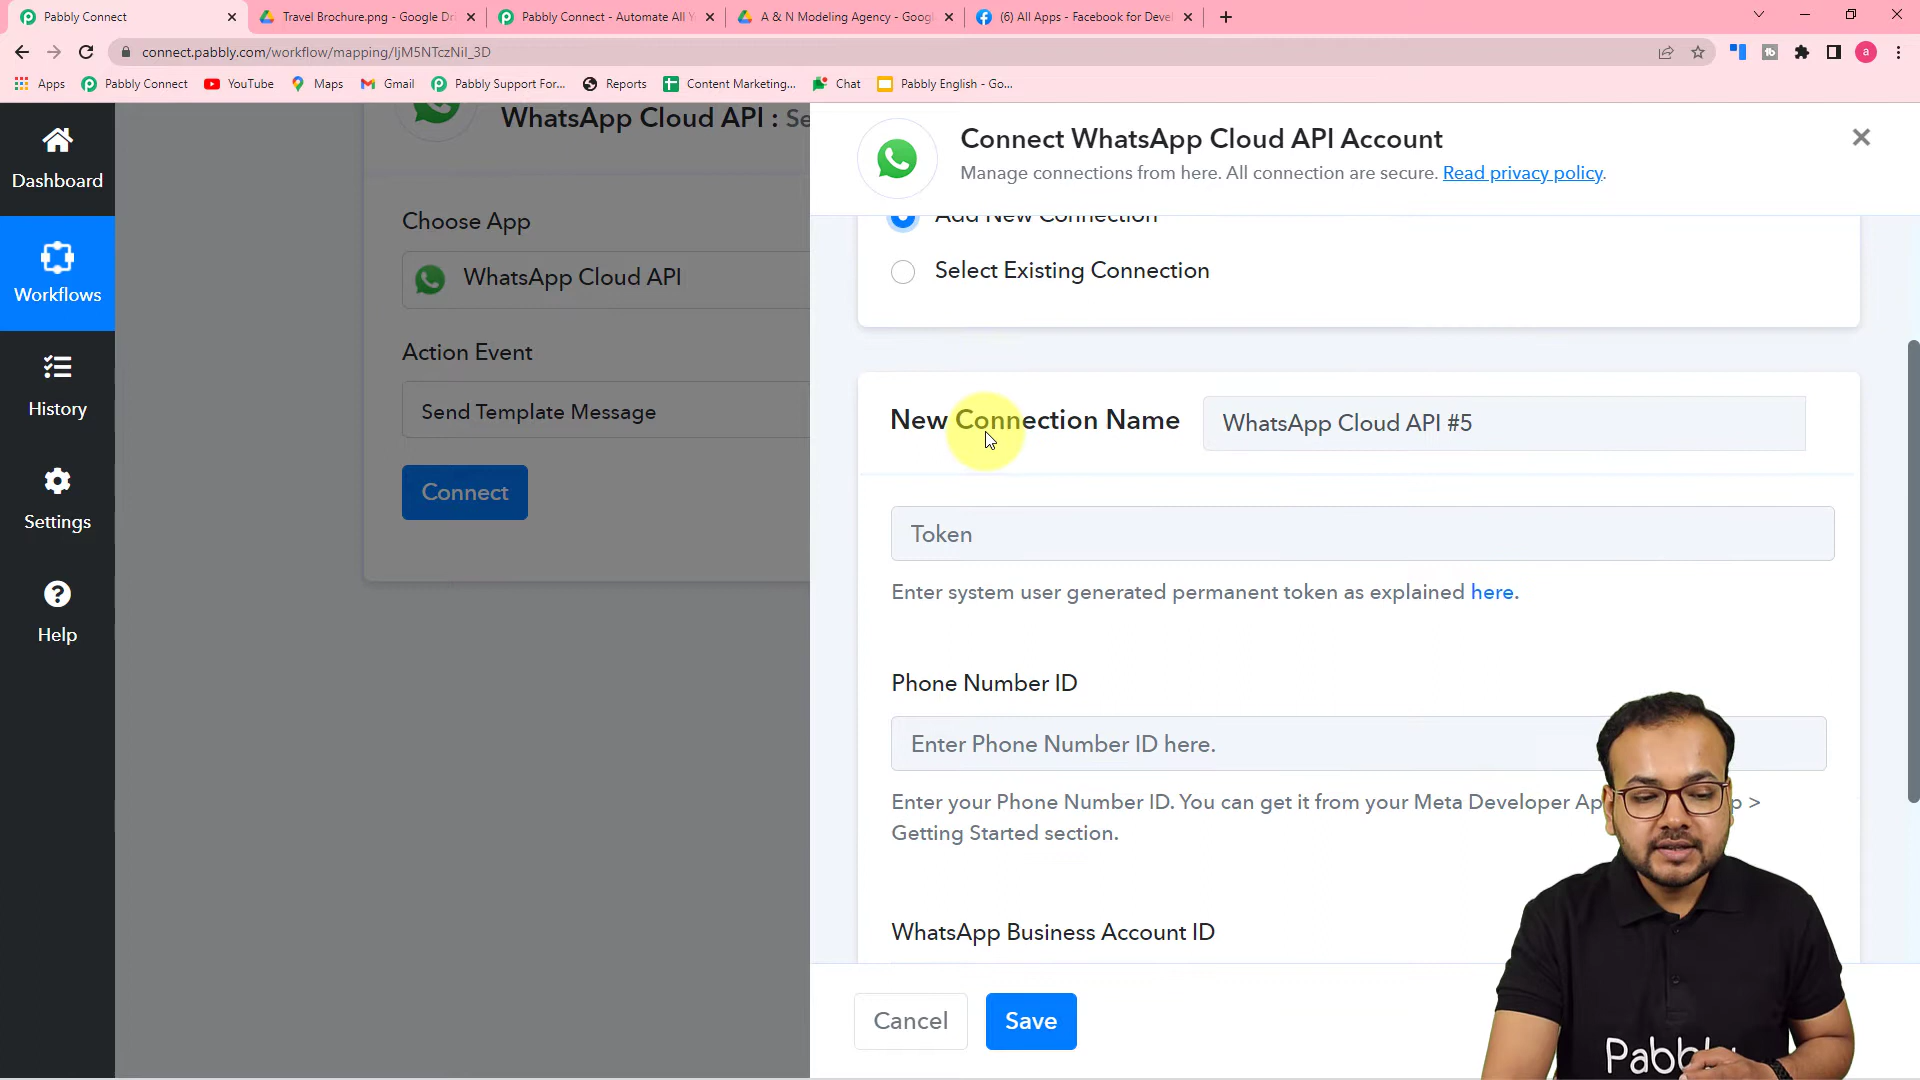 Pabbly Connect
Travel Brochure.png - Google Dri
Pabbly Connect - Automate All Y
A & N Modeling Agency - Googl
(6) All Apps - Facebook for Devel
connect.pabbly.com/workflow/mapping/IjM5NTczNiI_3D
Apps
Pabbly Connect
YouTube
Maps
Gmail
Pabbly Support For...
Reports
Content Marketing...
Chat
Pabbly English - Go...
a
Dashboard
Workflows
History
Settings
Help
WhatsApp Cloud API : Se
Choose App
WhatsApp Cloud API
Action Event
Send Template Message
Connect
Connect WhatsApp Cloud API Account
Manage connections from here. All connection are secure. Read privacy policy.
Add New Connection
Select Existing Connection
New Connection Name
WhatsApp Cloud API #5
Token
Enter system user generated permanent token as explained here.
Phone Number ID
Enter Phone Number ID here.
Enter your Phone Number ID. You can get it from your Meta Developer Ap p >
Getting Started section.
WhatsApp Business Account ID
Cancel
Save
Pabbly